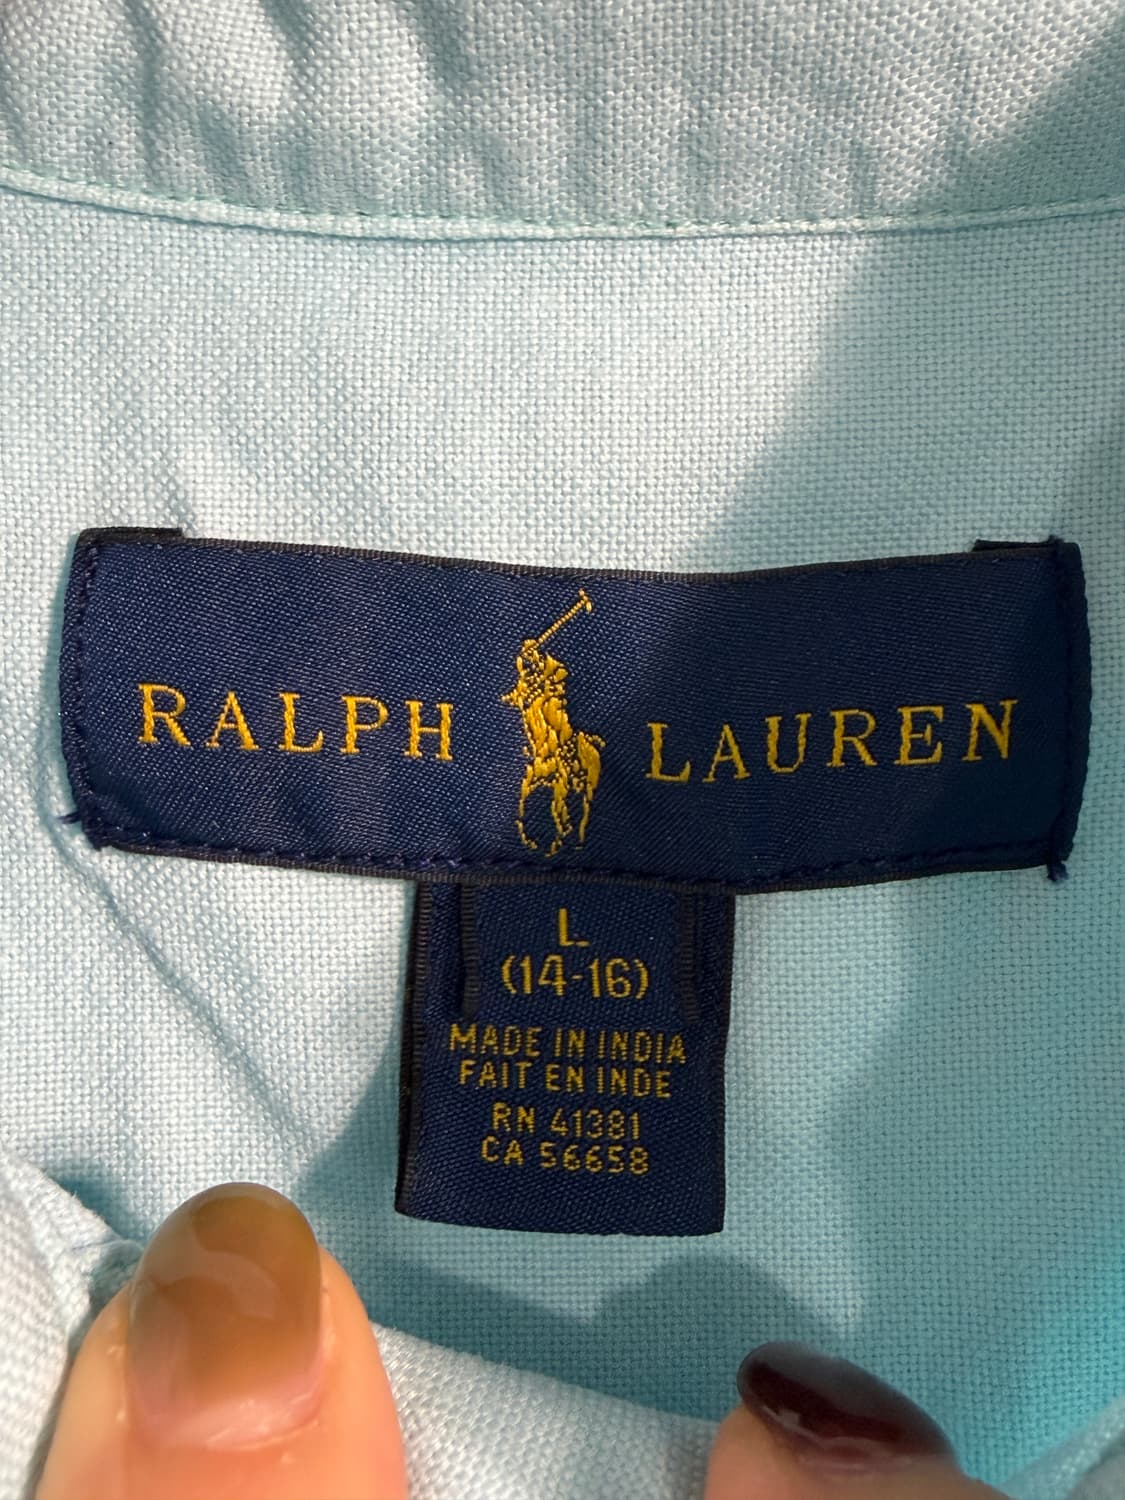 RALPH LAUREN
L
(14-16)
MADE IN INDIA
FAIT EN INDE
RN 41381
CA 56658